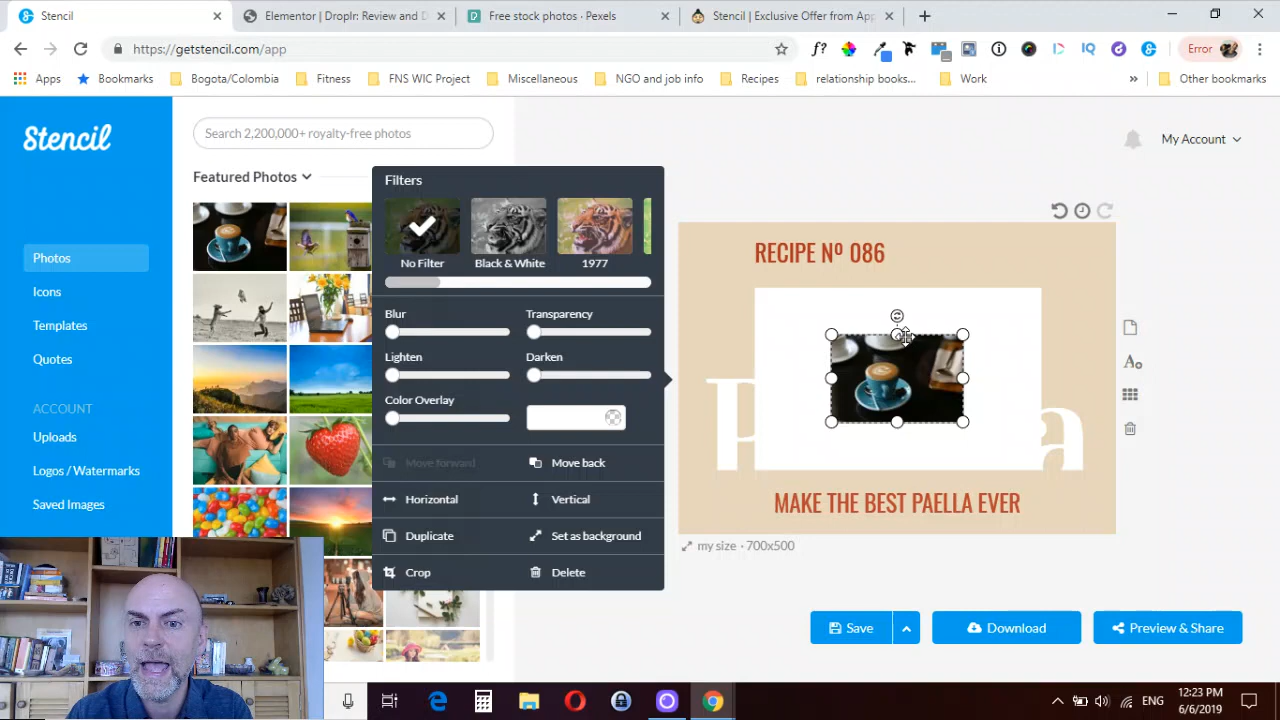 Stencil
Elementor | Droplr: Review and D
Free stock photos · Pexels
Stencil | Exclusive Offer from App
https://getstencil.com/app
f?
IQ
Error
Apps
Bookmarks
Bogota/Colombia
Fitness
FNS WIC Project
Miscellaneous
NGO and job info
Recipes
relationship book...
Work
»
Other bookmarks
Stencil
Search 2,200,000+ royalty-free photos
My Account
Featured Photos
Photos
Icons
Templates
Quotes
ACCOUNT
Uploads
Logos / Watermarks
Saved Images
Filters
No Filter
Black & White
1977
Blur
Transparency
Lighten
Darken
Color Overlay
Move forward
Move back
Horizontal
Vertical
Duplicate
Set as background
Crop
Delete
RECIPE Nº 086
P
a
MAKE THE BEST PAELLA EVER
my size · 700x500
Save
Download
Preview & Share
ENG
12:23 PM
6/6/2019